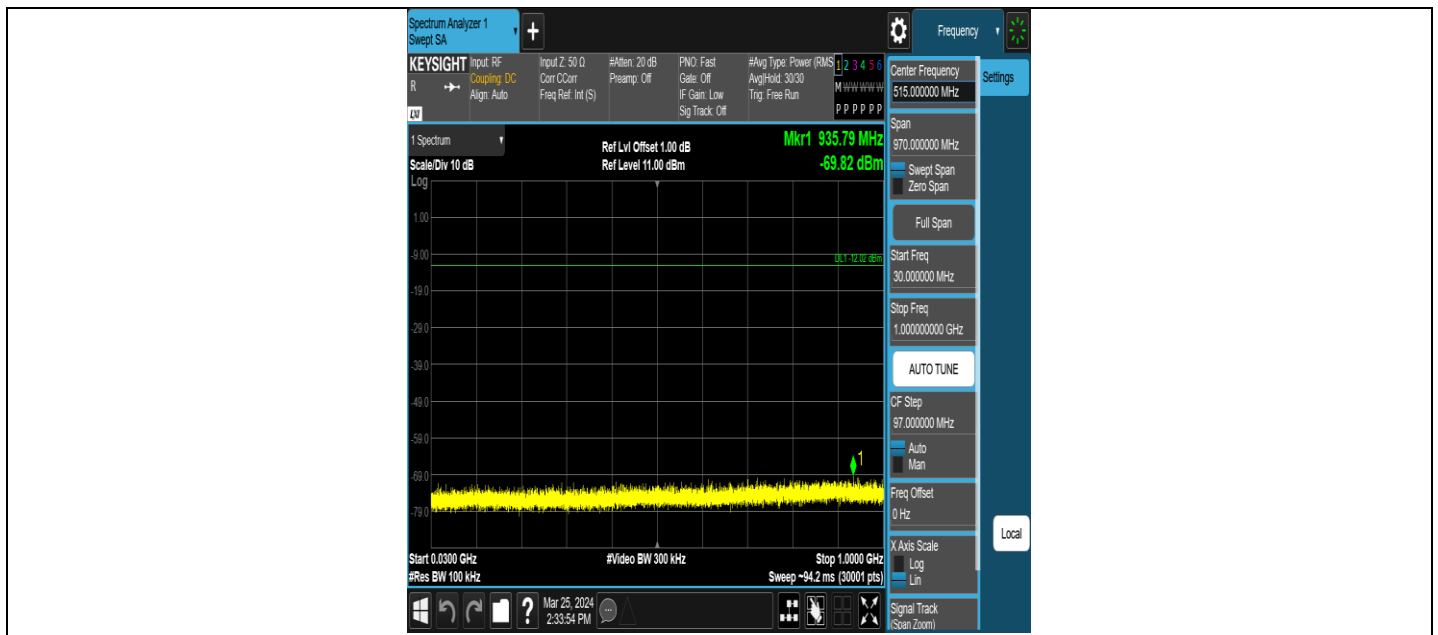 Spectrum Analyzer 1
Swept SA
+
Frequency
KEYSIGHT
R
LXI
Input: RF
Coupling: DC
Align: Auto
Input Z: 50 Ω
Corr CCorr
Freq Ref: Int (S)
#Atten: 20 dB
Preamp: Off
PNO: Fast
Gate: Off
IF Gain: Low
Sig Track: Off
#Avg Type: Power (RMS
Avg|Hold: 30/30
Trig: Free Run
1 2 3 4 5 6
M W W W W W
P P P P P P
1 Spectrum
Scale/Div 10 dB
Log
Ref Lvl Offset 1.00 dB
Ref Level 11.00 dBm
Mkr1 935.79 MHz
-69.82 dBm
1.00
-9.00
DL1 -12.02 dBm
-19.0
-29.0
-39.0
-49.0
-59.0
1
-69.0
-79.0
Start 0.0300 GHz
#Video BW 300 kHz
Stop 1.0000 GHz
#Res BW 100 kHz
Sweep ~94.2 ms (30001 pts)
?
Mar 25, 2024
2:33:54 PM
Center Frequency
515.000000 MHz
Settings
Span
970.000000 MHz
Swept Span
Zero Span
Full Span
Start Freq
30.000000 MHz
Stop Freq
1.000000000 GHz
AUTO TUNE
CF Step
97.000000 MHz
Auto
Man
Freq Offset
0 Hz
Local
X Axis Scale
Log
Lin
Signal Track
(Span Zoom)